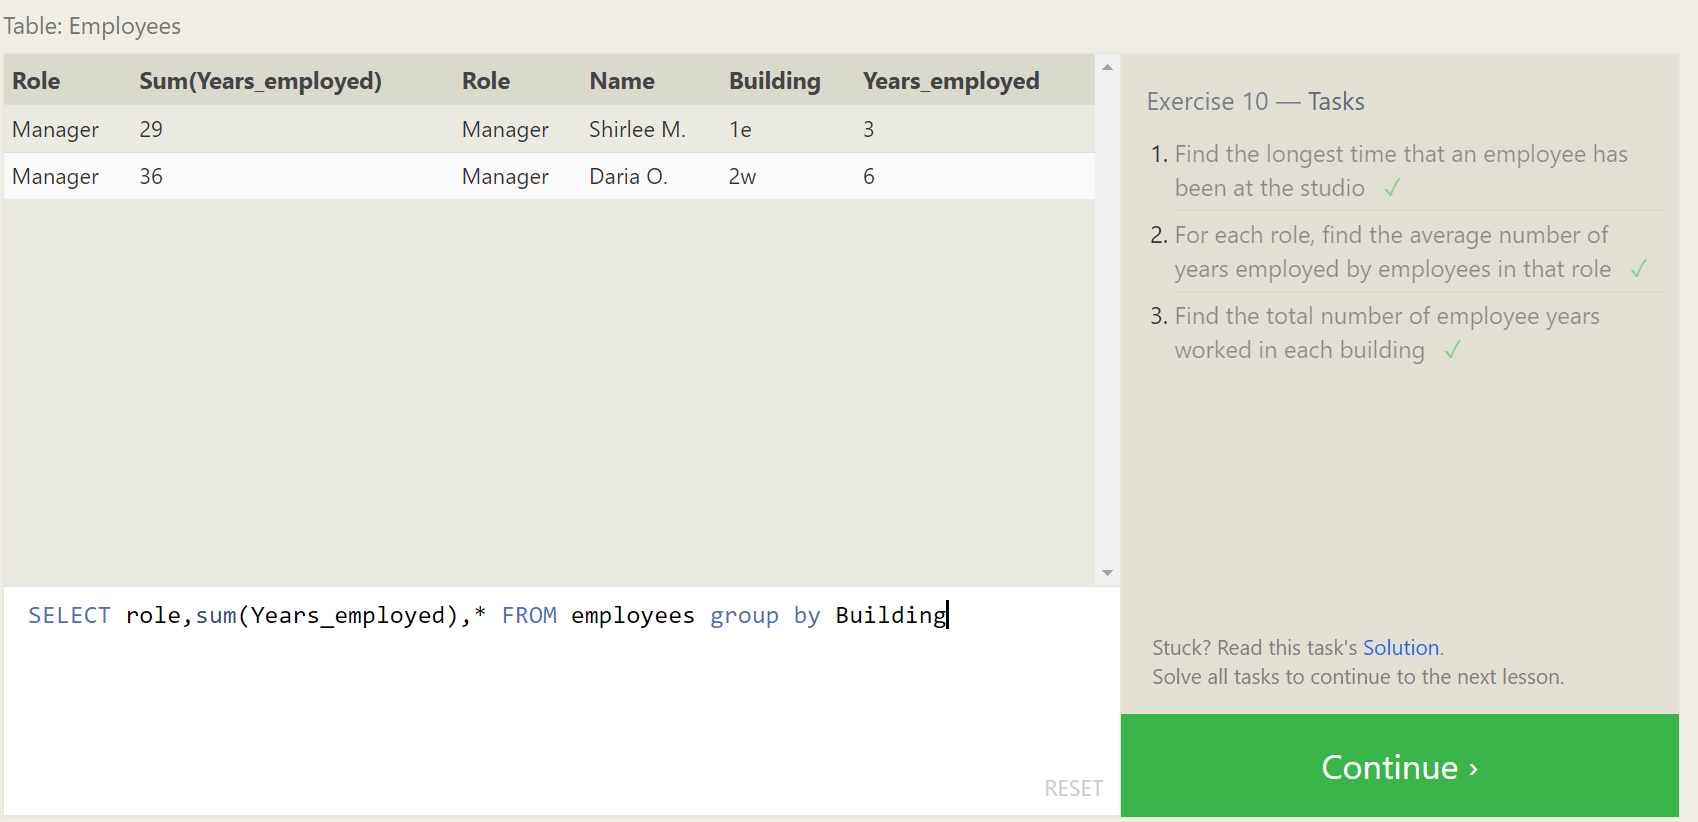 Table: Employees
Role Sum(Years_employed) Role Name Building Years_employed
Manager 29 Manager Shirlee M. 1e 3
Manager 36 Manager Daria O. 2w 6
SELECT role,sum(Years_employed),* FROM employees group by Building
RESET
Exercise 10 — Tasks
1. Find the longest time that an employee has
been at the studio ✓
2. For each role, find the average number of
years employed by employees in that role ✓
3. Find the total number of employee years
worked in each building ✓
Stuck? Read this task's Solution.
Solve all tasks to continue to the next lesson.
Continue ›